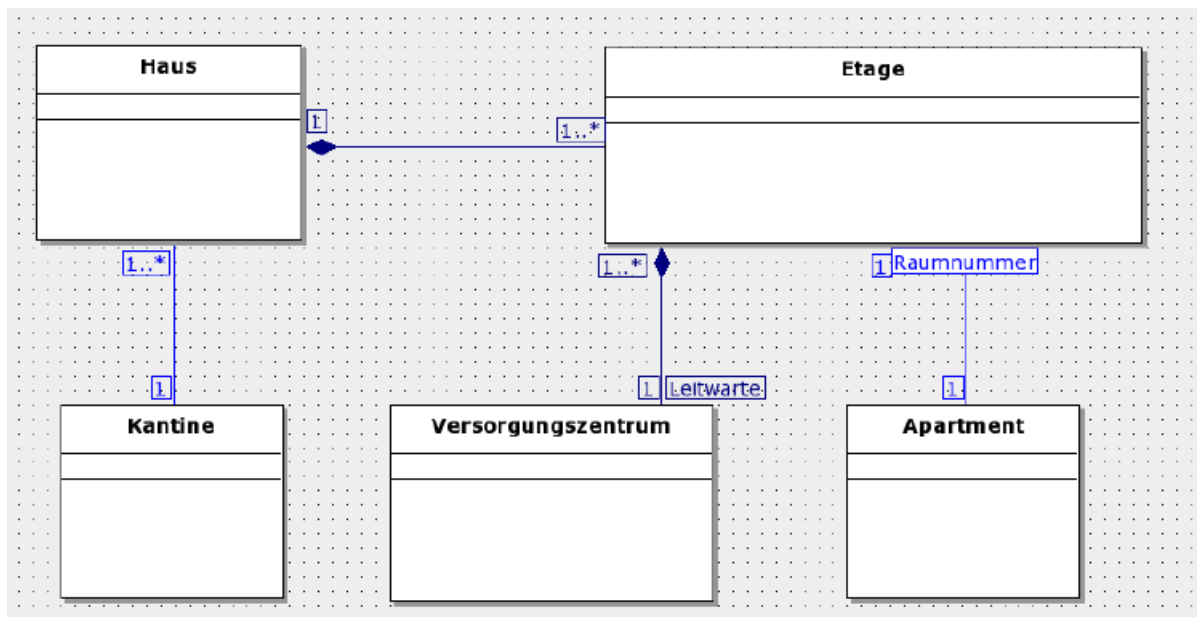 Haus
Etage
1
1..*
1..*
1..*
1
Raumnummer
1
1
Leitwarte
1
Kantine
Versorgungszentrum
Apartment